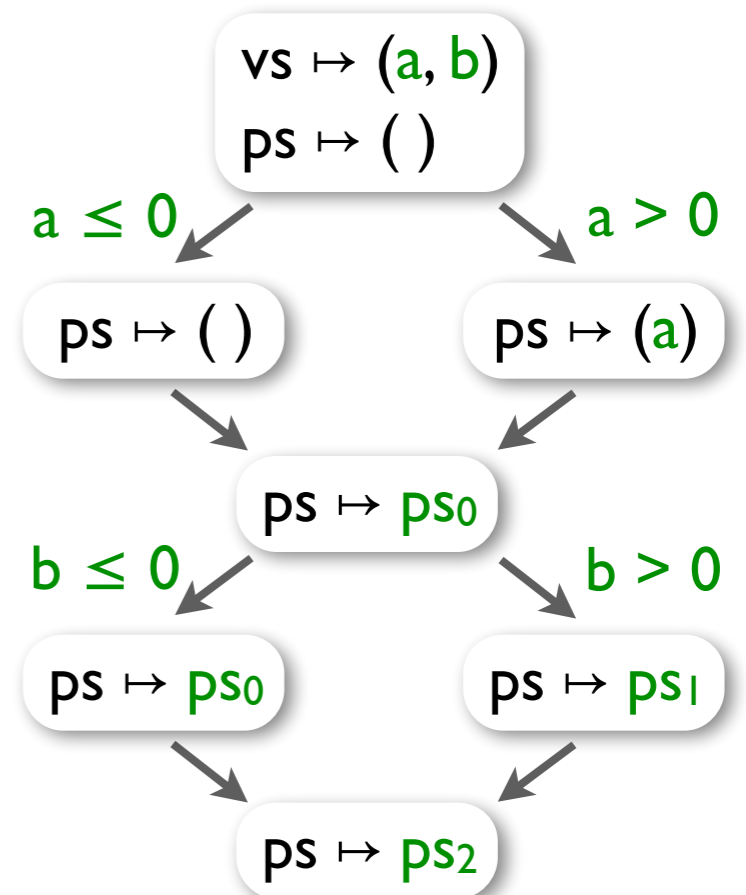 vs ↦ (a, b)
ps ↦ ( )
a ≤ 0
a > 0
ps ↦ ( )
ps ↦ (a)
ps ↦ ps₀
b ≤ 0
b > 0
ps ↦ ps₀
ps ↦ ps₁
ps ↦ ps₂